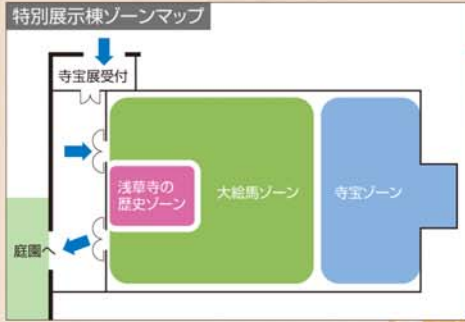 特別展示棟ゾーンマップ
寺宝展受付
浅草寺の
歴史ゾーン
大絵馬ゾーン
寺宝ゾーン
庭園へ